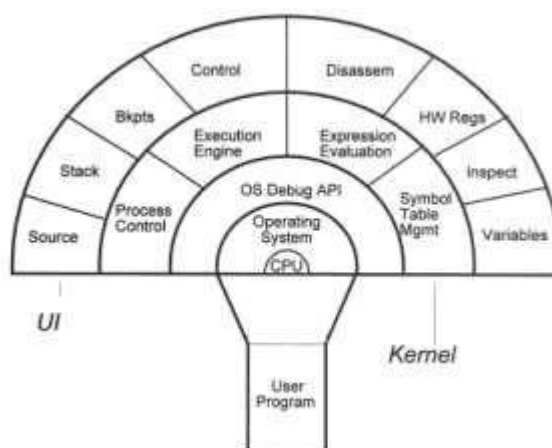 Control
Disassem
Bkpts
HW Regs
Execution
Engine
Expression
Evaluation
Stack
Inspect
OS Debug API
Process
Control
Symbol
Table
Mgmt
Operating
System
Source
Variables
CPU
UI
Kernel
User
Program